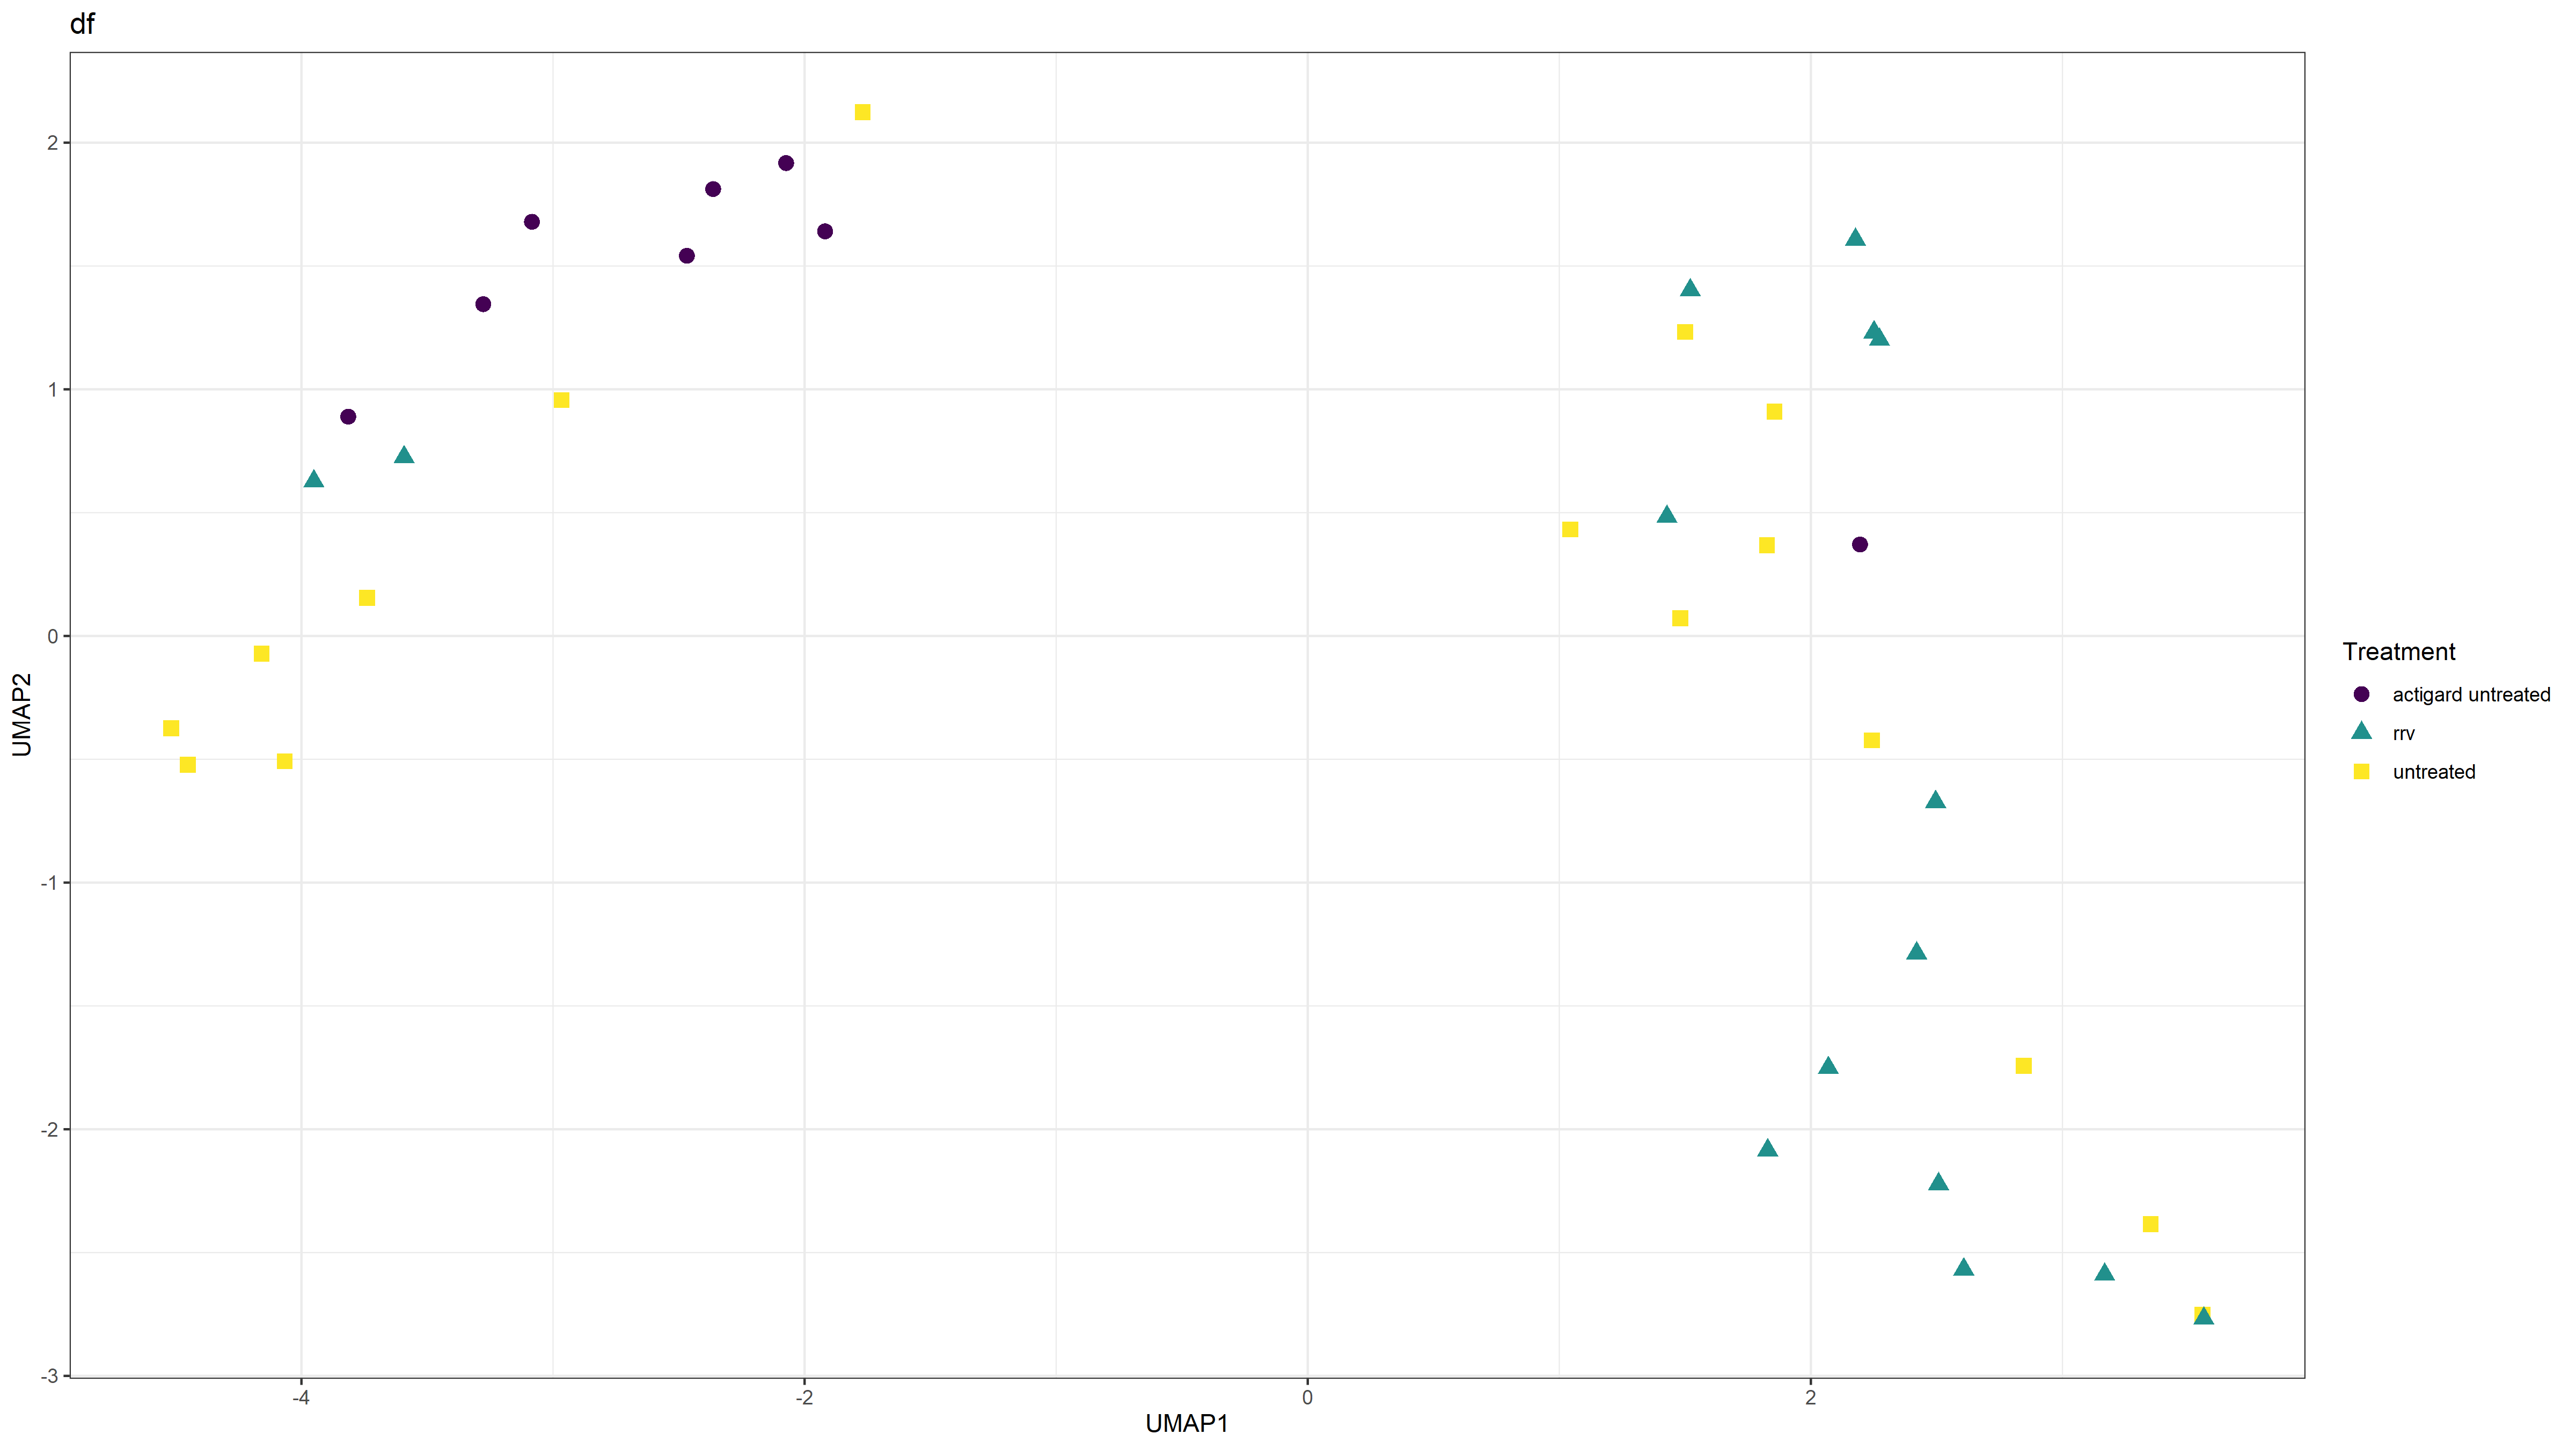 df
2
1
0
-1
-2
-3
UMAP2
-4
-2
0
2
UMAP1
Treatment
actigard untreated
rrv
untreated